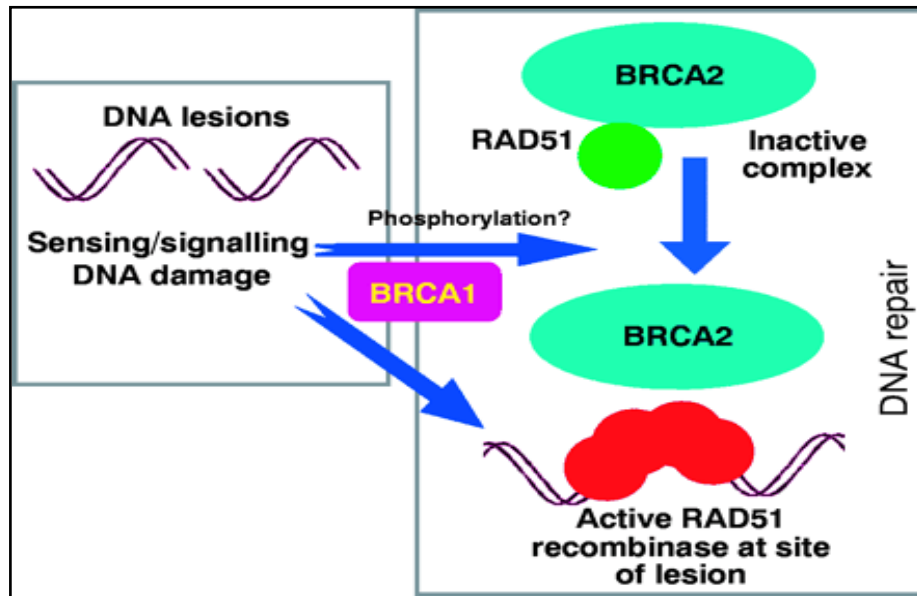 DNA lesions
Sensing/signalling
DNA damage
Phosphorylation?
BRCA1
BRCA2
RAD51
Inactive
complex
BRCA2
DNA repair
Active RAD51
recombinase at site
of lesion